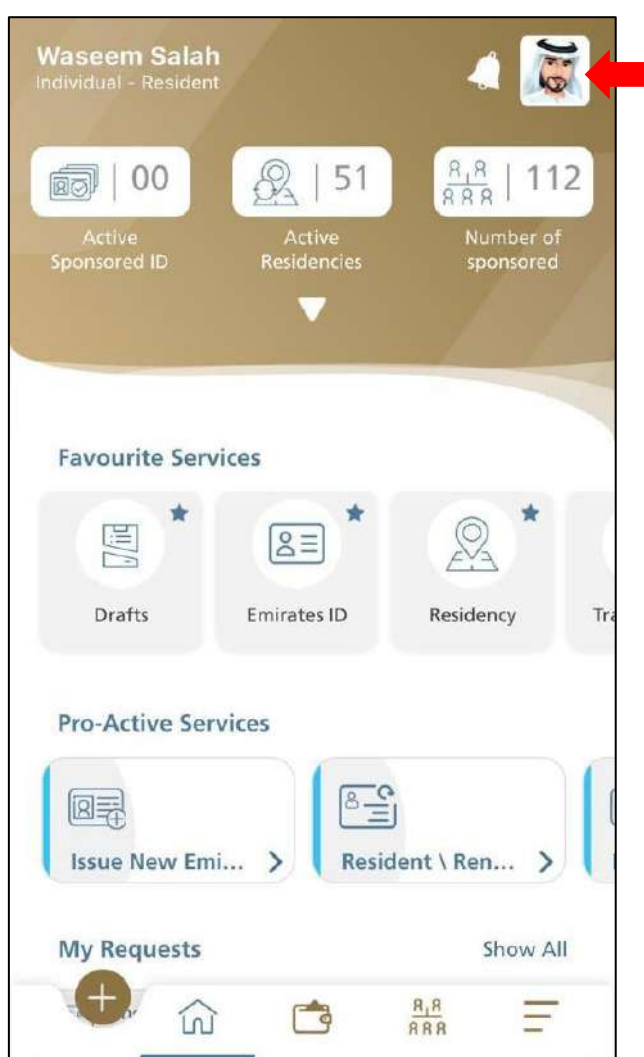 Waseem Salah
Individual - Resident
00
51
112
Active
Sponsored ID
Active
Residencies
Number of
sponsored
Favourite Services
Drafts
Emirates ID
Residency
Tra
Pro-Active Services
Issue New Emi...
Resident \ Ren...
My Requests
Show All